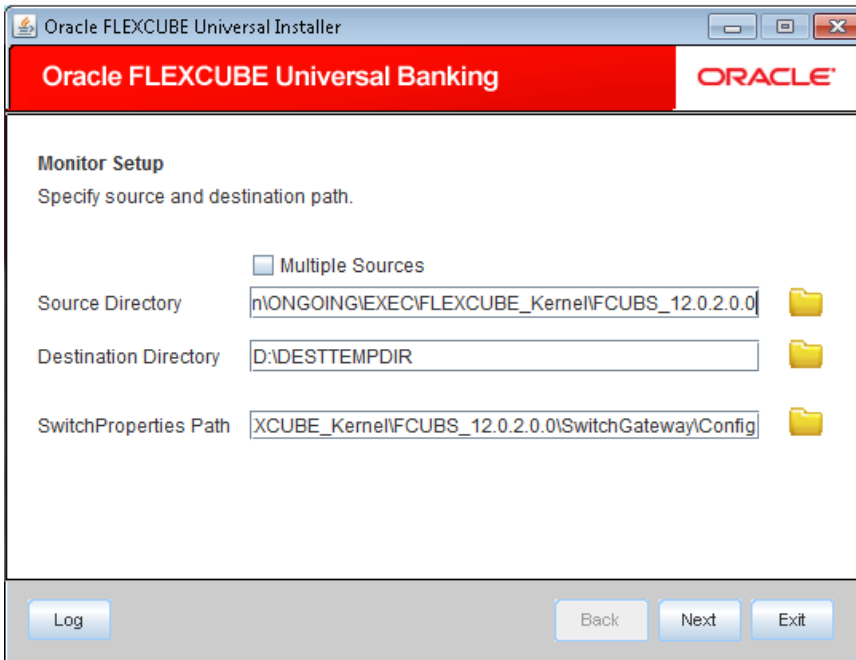 Oracle FLEXCUBE Universal Installer
Oracle FLEXCUBE Universal Banking
ORACLE
Monitor Setup
Specify source and destination path.
Multiple Sources
Source Directory n\ONGOING\EXEC\FLEXCUBE_Kernel\FCUBS_12.0.2.0.0
Destination Directory D:\DESTTEMPDIR
SwitchProperties Path XCUBE_Kernel\FCUBS_12.0.2.0.0\SwitchGateway\Config
Log Back Next Exit